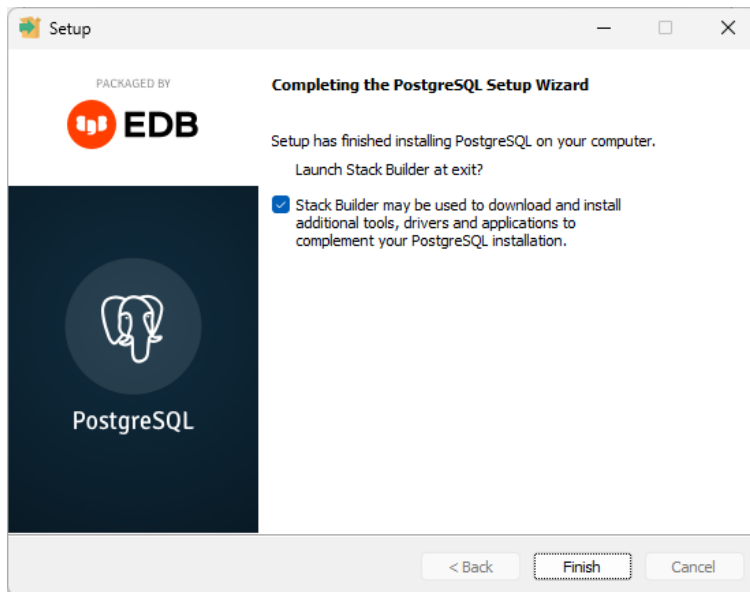 Setup
PACKAGED BY
EDB
PostgreSQL
Completing the PostgreSQL Setup Wizard
Setup has finished installing PostgreSQL on your computer.
Launch Stack Builder at exit?
Stack Builder may be used to download and install
additional tools, drivers and applications to
complement your PostgreSQL installation.
< Back
Finish
Cancel